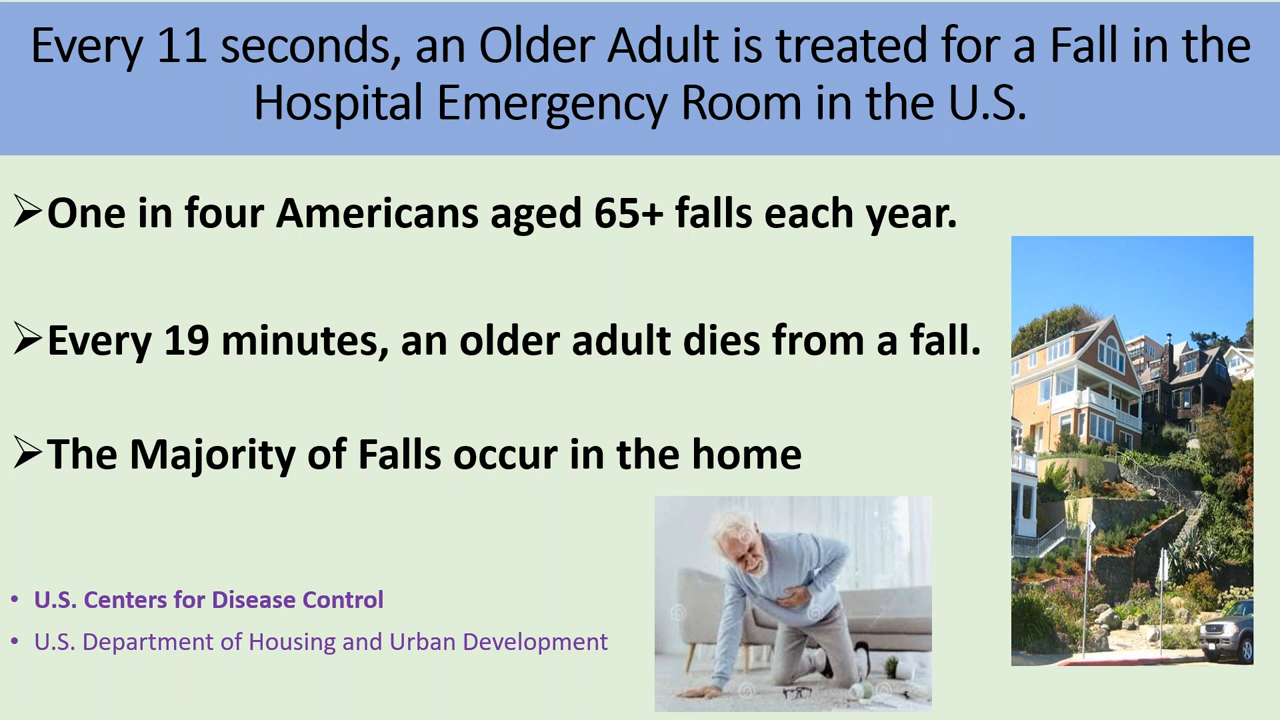 Every 11 seconds, an Older Adult is treated for a Fall in the
Hospital Emergency Room in the U.S.
➢One in four Americans aged 65+ falls each year.
➢Every 19 minutes, an older adult dies from a fall.
➢The Majority of Falls occur in the home
• U.S. Centers for Disease Control
• U.S. Department of Housing and Urban Development